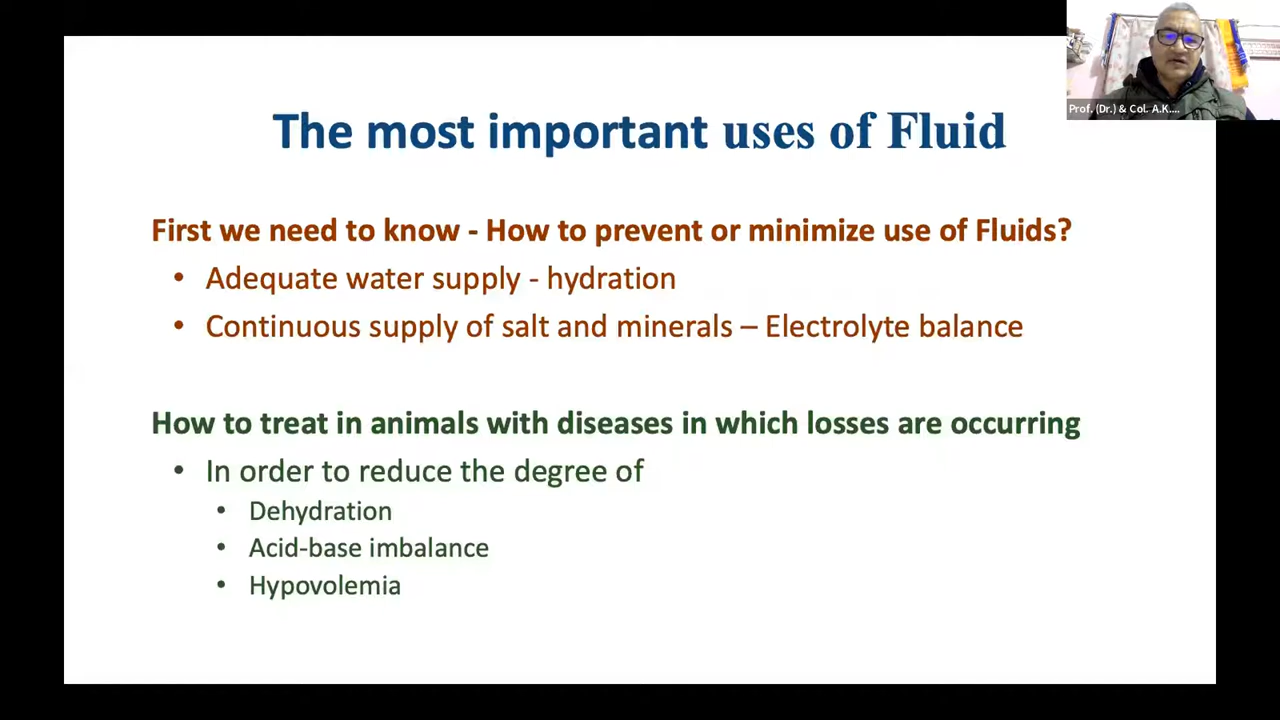 The most important uses of Fluid
First we need to know - How to prevent or minimize use of Fluids?
• Adequate water supply - hydration
• Continuous supply of salt and minerals – Electrolyte balance
How to treat in animals with diseases in which losses are occurring
• In order to reduce the degree of
• Dehydration
• Acid-base imbalance
• Hypovolemia
Prof. (Dr.) & Col. A.K....